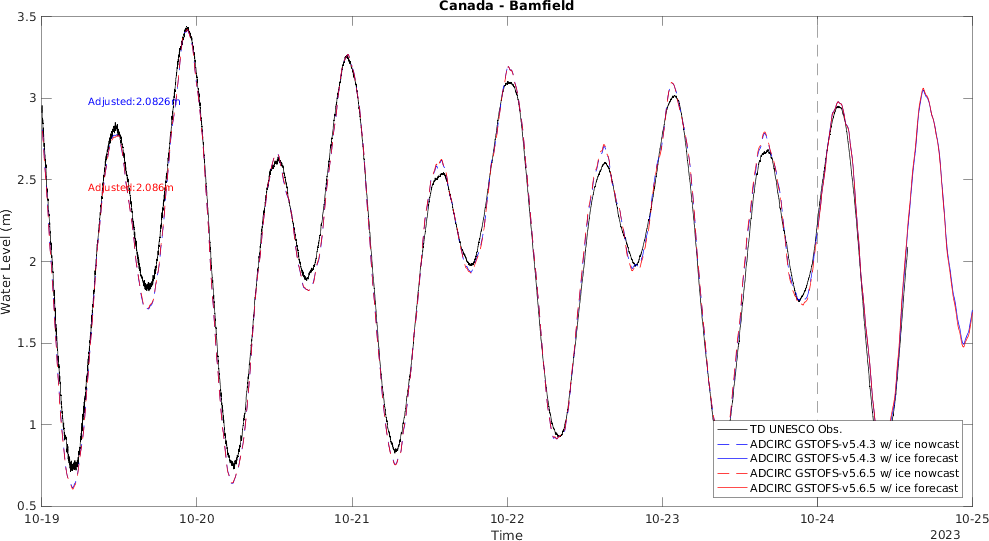 Canada - Bamfield
3.5
3
2.5
2
1.5
1
0.5
Water Level (m)
Adjusted:2.0826m
Adjusted:2.086m
10-19
10-20
10-21
10-22
10-23
10-24
10-25
Time
2023
TD UNESCO Obs.
ADCIRC GSTOFS-v5.4.3 w/ ice nowcast
ADCIRC GSTOFS-v5.4.3 w/ ice forecast
ADCIRC GSTOFS-v5.6.5 w/ ice nowcast
ADCIRC GSTOFS-v5.6.5 w/ ice forecast